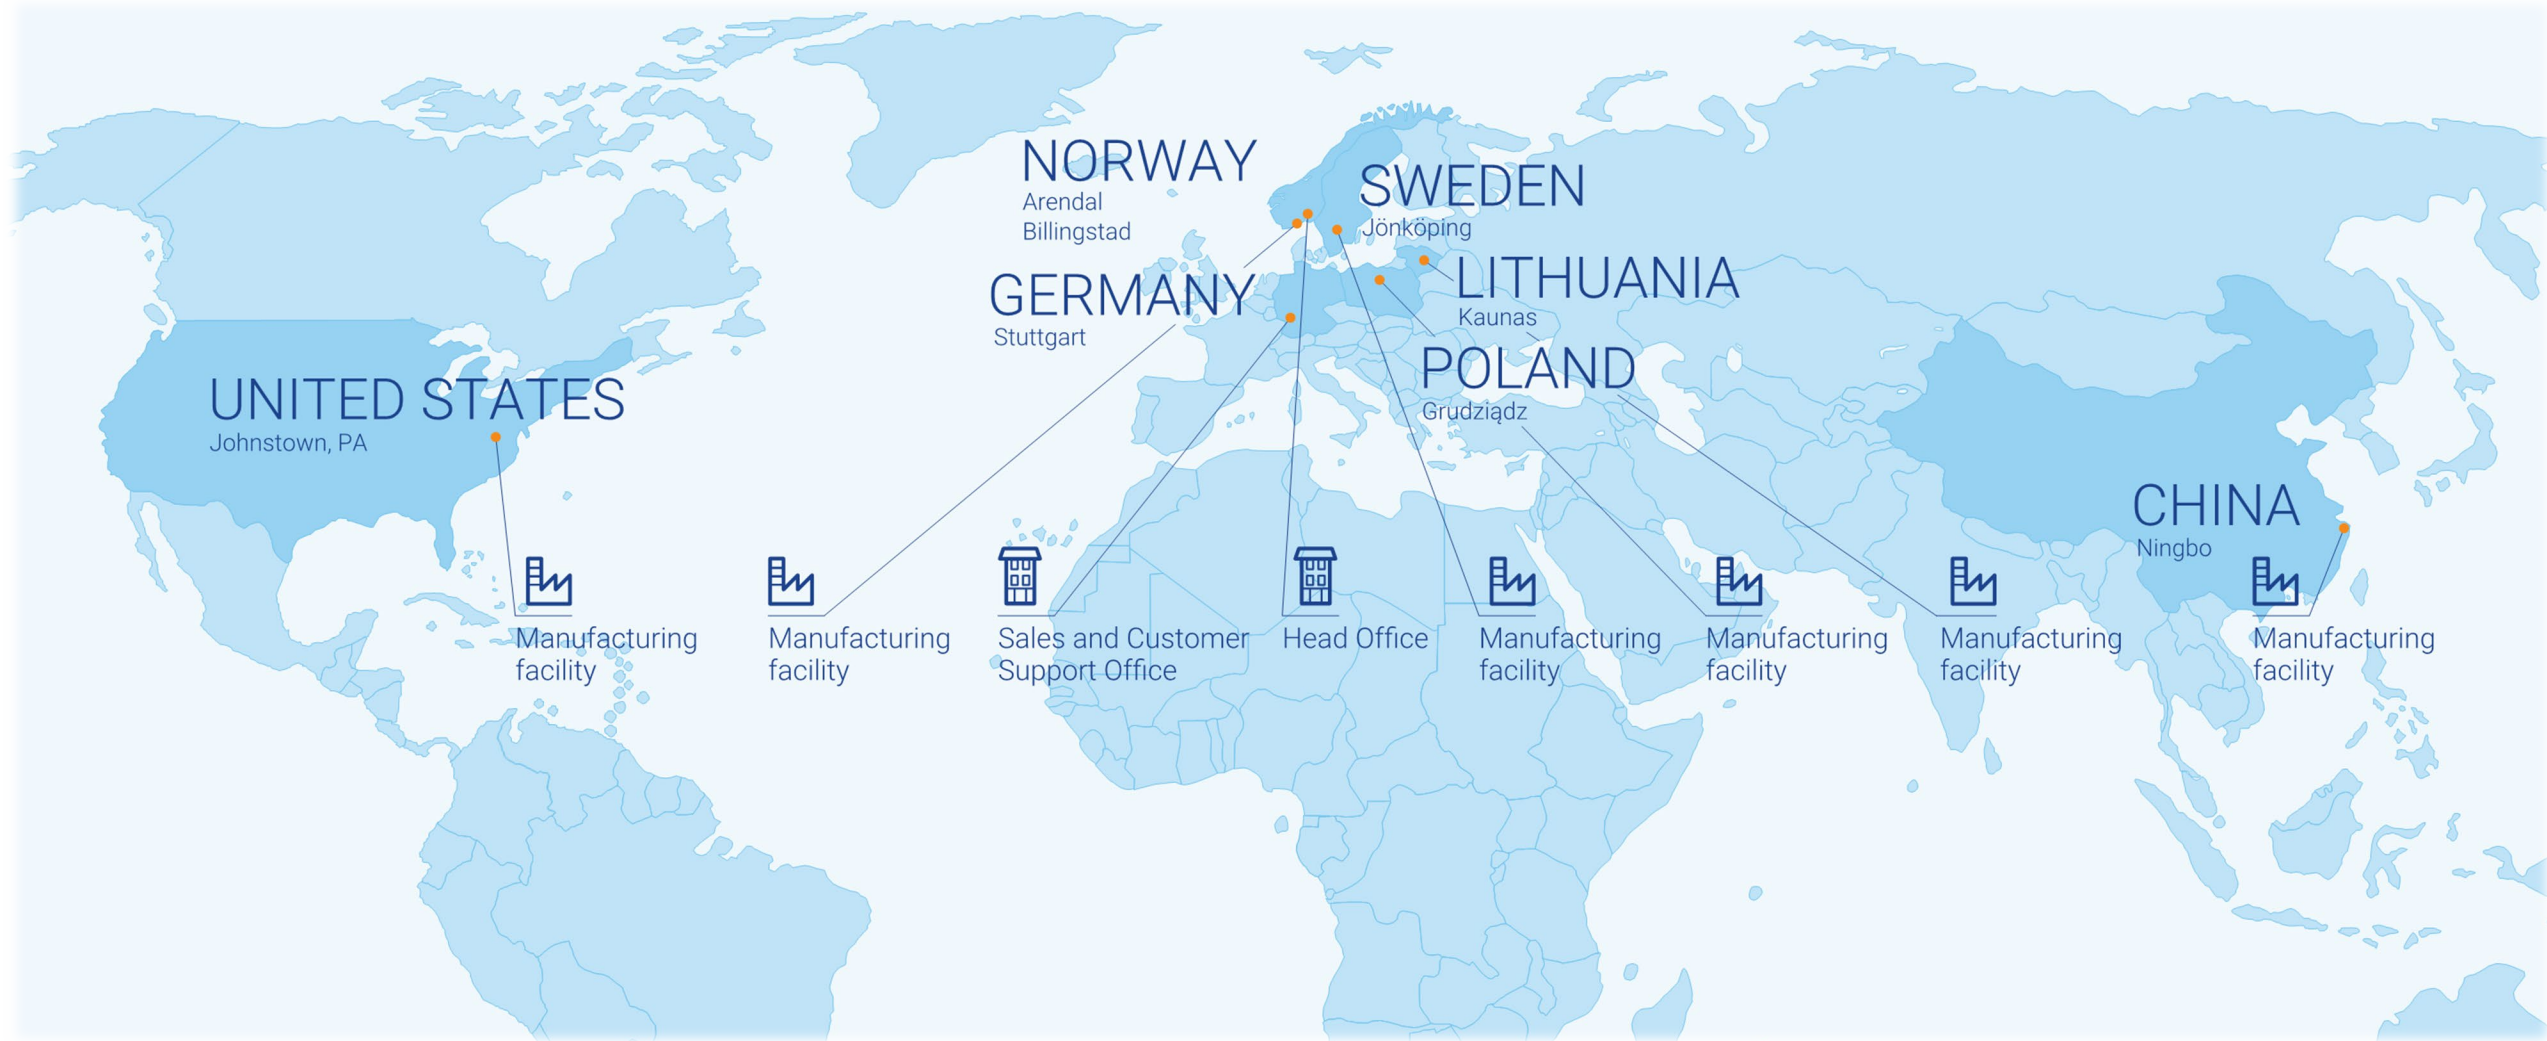 NORWAY
Arendal
Billingstad
SWEDEN
Jönköping
GERMANY
Stuttgart
LITHUANIA
Kaunas
POLAND
Grudziądz
UNITED STATES
Johnstown, PA
CHINA
Ningbo
Manufacturing
facility
Manufacturing
facility
Sales and Customer
Support Office
Head Office
Manufacturing
facility
Manufacturing
facility
Manufacturing
facility
Manufacturing
facility